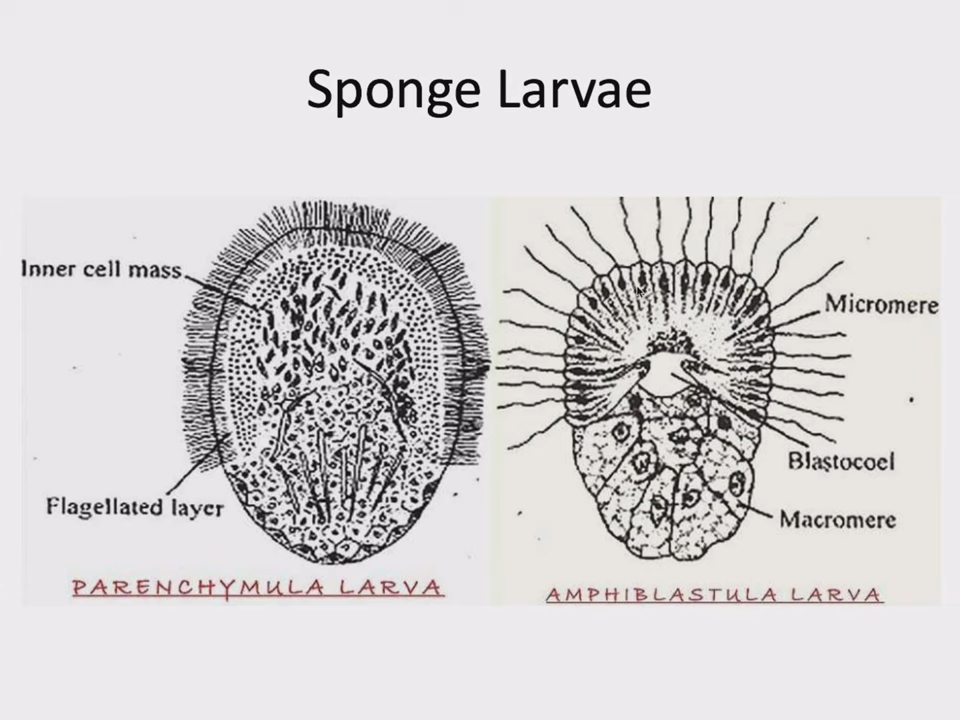 Sponge Larvae
Inner cell mass
Flagellated layer
PARENCHYMULA LARVA
Micromere
Blastocoel
Macromere
AMPHIBLASTULA LARVA